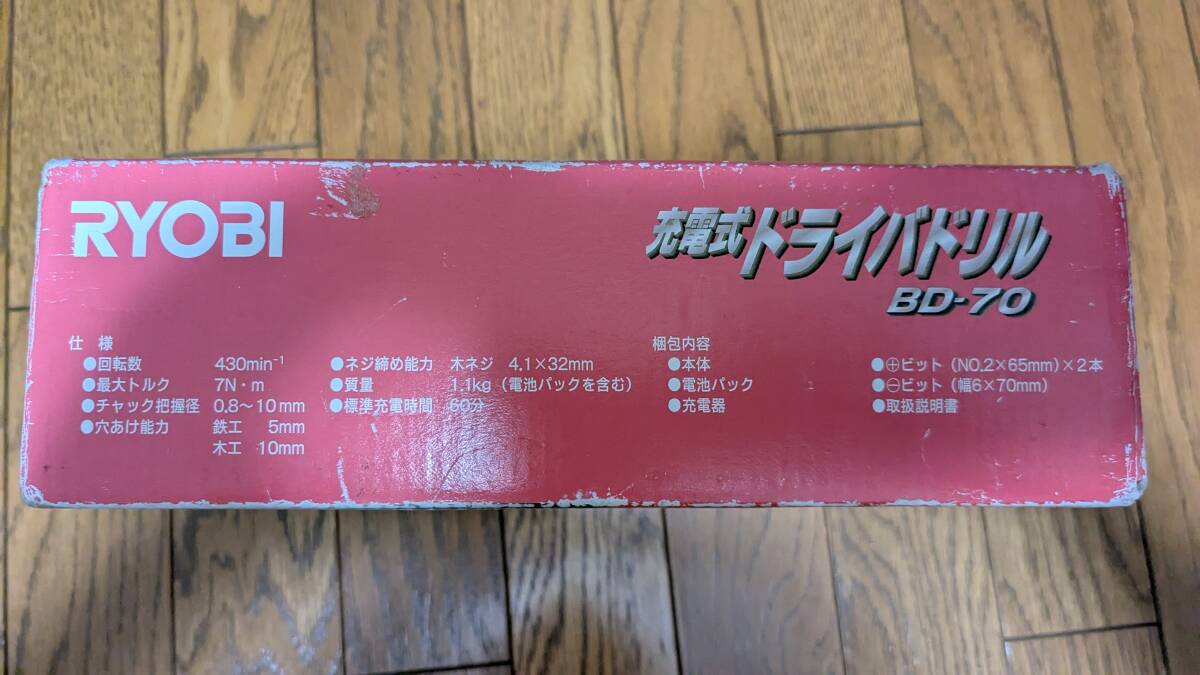 RYOBI
充電式ドライバドリル
BD-70
仕様
●回転数 430min⁻¹
●最大トルク 7N・m
●チャック把握径 0.8～10mm
●穴あけ能力 鉄工 5mm
木工 10mm
●ネジ締め能力 木ネジ 4.1×32mm
●質量 1.1kg（電池パックを含む）
●標準充電時間 60分
梱包内容
●本体
●電池パック
●充電器
●⊕ビット（NO.2×65mm）×2本
●⊖ビット（幅6×70mm）
●取扱説明書